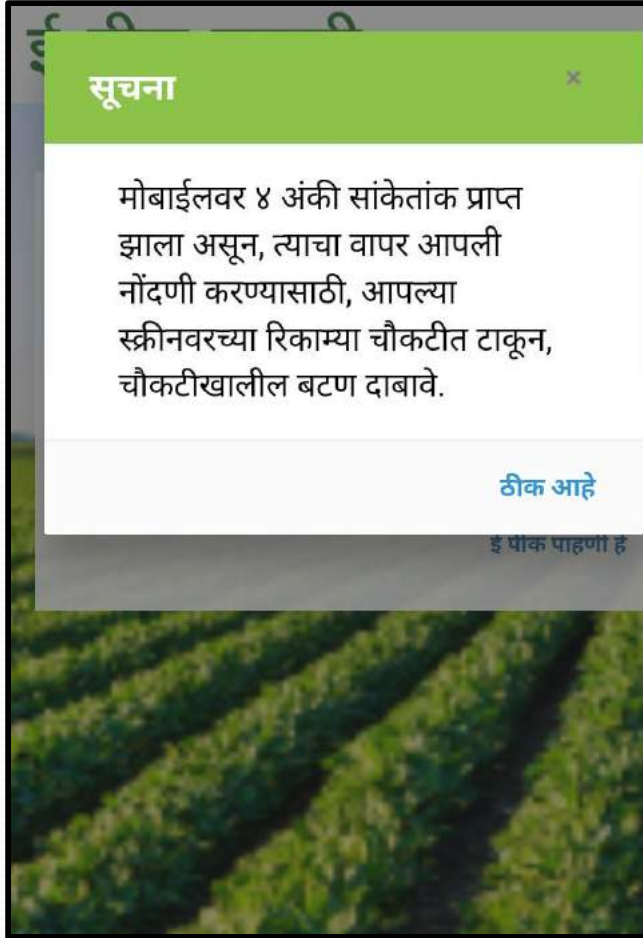 सूचना
×
मोबाईलवर ४ अंकी सांकेतांक प्राप्त
झाला असून, त्याचा वापर आपली
नोंदणी करण्यासाठी, आपल्या
स्क्रीनवरच्या रिकाम्या चौकटीत टाकून,
चौकटीखालील बटण दाबावे.
ठीक आहे
ई पीक पाहणी हे